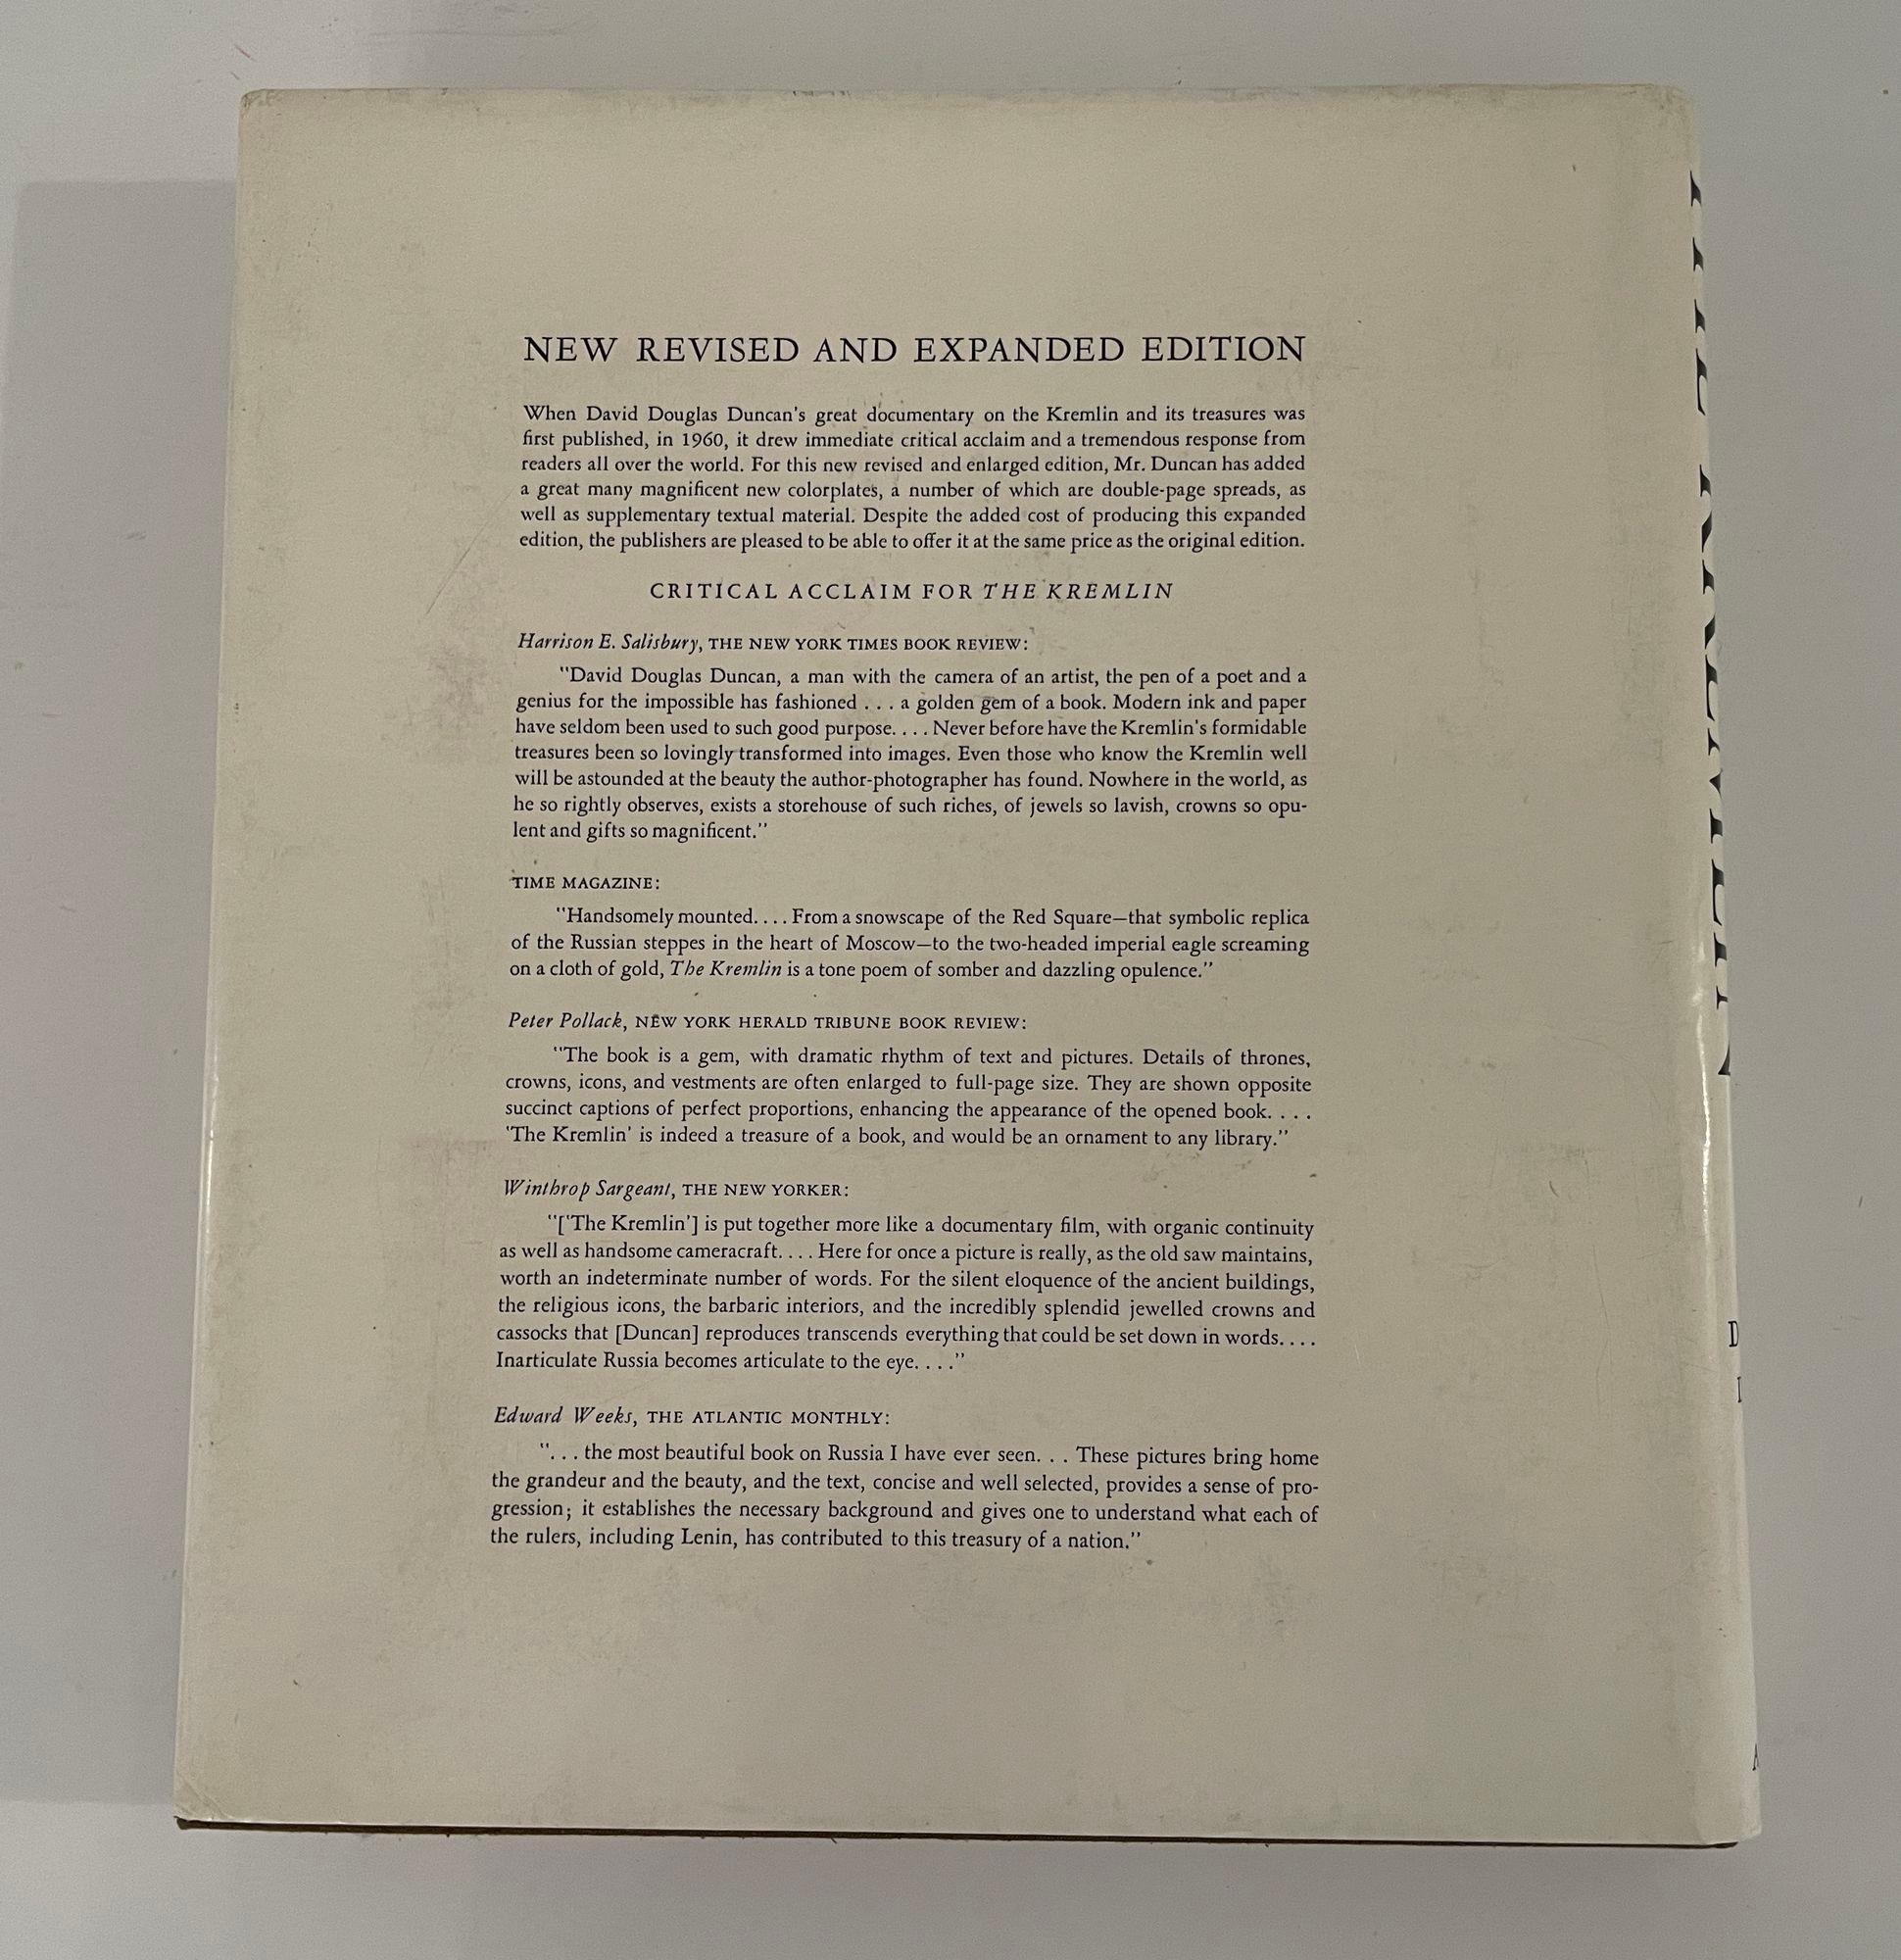 NEW REVISED AND EXPANDED EDITION
When David Douglas Duncan's great documentary on the Kremlin and its treasures was
first published, in 1960, it drew immediate critical acclaim and a tremendous response from
readers all over the world. For this new revised and enlarged edition, Mr. Duncan has added
a great many magnificent new colorplates, a number of which are double-page spreads, as
well as supplementary textual material. Despite the added cost of producing this expanded
edition, the publishers are pleased to be able to offer it at the same price as the original edition.
CRITICAL ACCLAIM FOR THE KREMLIN
Harrison E. Salisbury, THE NEW YORK TIMES BOOK REVIEW:
"David Douglas Duncan, a man with the camera of an artist, the pen of a poet and a
genius for the impossible has fashioned . . . a golden gem of a book. Modern ink and paper
have seldom been used to such good purpose. . . . Never before have the Kremlin's formidable
treasures been so lovingly transformed into images. Even those who know the Kremlin well
will be astounded at the beauty the author-photographer has found. Nowhere in the world, as
he so rightly observes, exists a storehouse of such riches, of jewels so lavish, crowns so opu-
lent and gifts so magnificent."
TIME MAGAZINE:
"Handsomely mounted. . . . From a snowscape of the Red Square—that symbolic replica
of the Russian steppes in the heart of Moscow—to the two-headed imperial eagle screaming
on a cloth of gold, The Kremlin is a tone poem of somber and dazzling opulence."
Peter Pollack, NEW YORK HERALD TRIBUNE BOOK REVIEW:
"The book is a gem, with dramatic rhythm of text and pictures. Details of thrones,
crowns, icons, and vestments are often enlarged to full-page size. They are shown opposite
succinct captions of perfect proportions, enhancing the appearance of the opened book. . . .
'The Kremlin' is indeed a treasure of a book, and would be an ornament to any library."
Winthrop Sargeant, THE NEW YORKER:
"['The Kremlin'] is put together more like a documentary film, with organic continuity
as well as handsome cameracraft. . . . Here for once a picture is really, as the old saw maintains,
worth an indeterminate number of words. For the silent eloquence of the ancient buildings,
the religious icons, the barbaric interiors, and the incredibly splendid jewelled crowns and
cassocks that [Duncan] reproduces transcends everything that could be set down in words. . . .
Inarticulate Russia becomes articulate to the eye. . . ."
Edward Weeks, THE ATLANTIC MONTHLY:
". . . the most beautiful book on Russia I have ever seen. . . These pictures bring home
the grandeur and the beauty, and the text, concise and well selected, provides a sense of pro-
gression; it establishes the necessary background and gives one to understand what each of
the rulers, including Lenin, has contributed to this treasury of a nation."